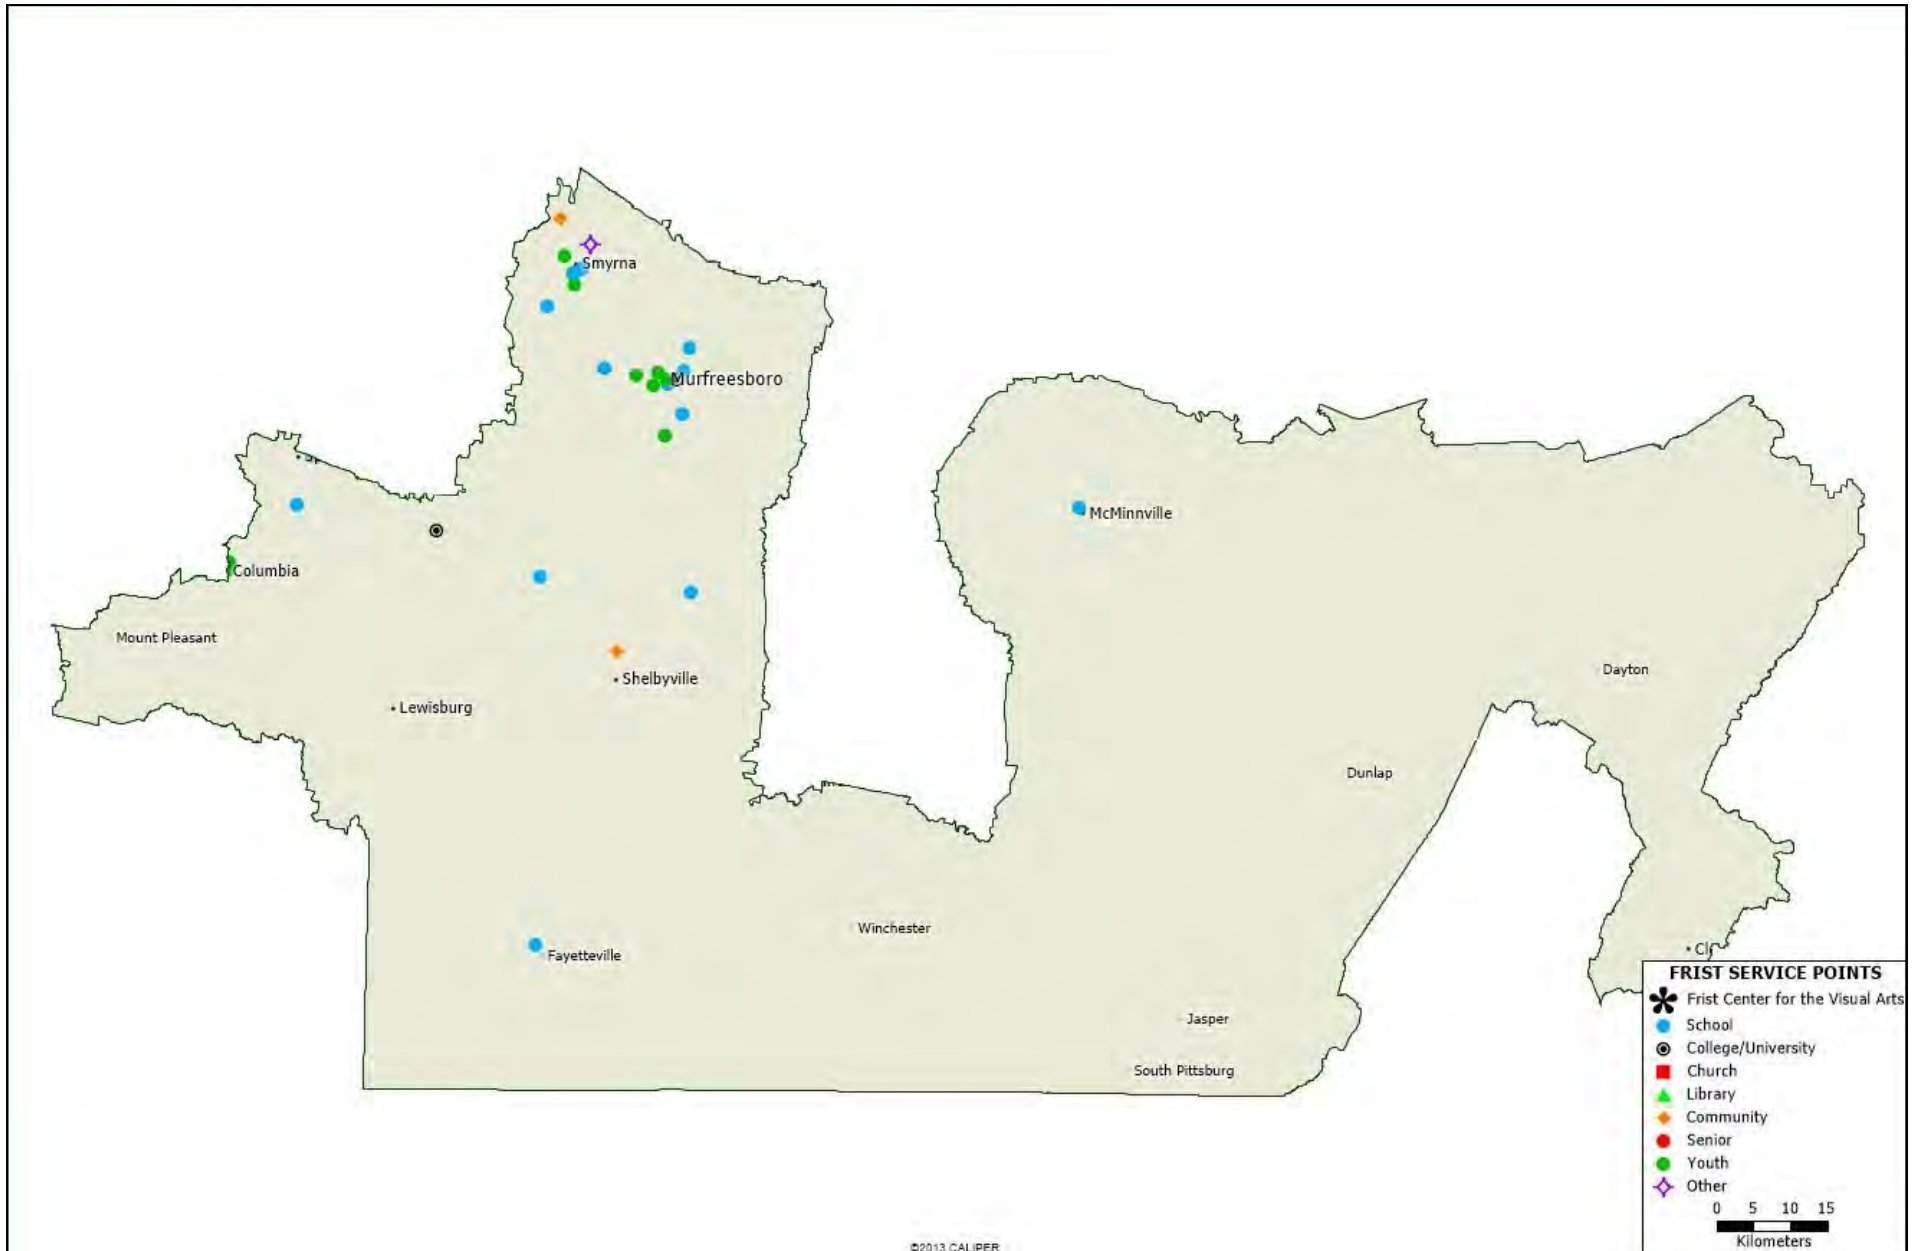 Smyrna
Murfreesboro
McMinnville
Columbia
Mount Pleasant
Dayton
Shelbyville
Lewisburg
Dunlap
Winchester
Cl
Fayetteville
FRIST SERVICE POINTS
Frist Center for the Visual Arts
School
Jasper
College/University
South Pittsburg
Church
Library
Community
Senior
Youth
Other
0 5 10 15
Kilometers
©2013 CALIPER